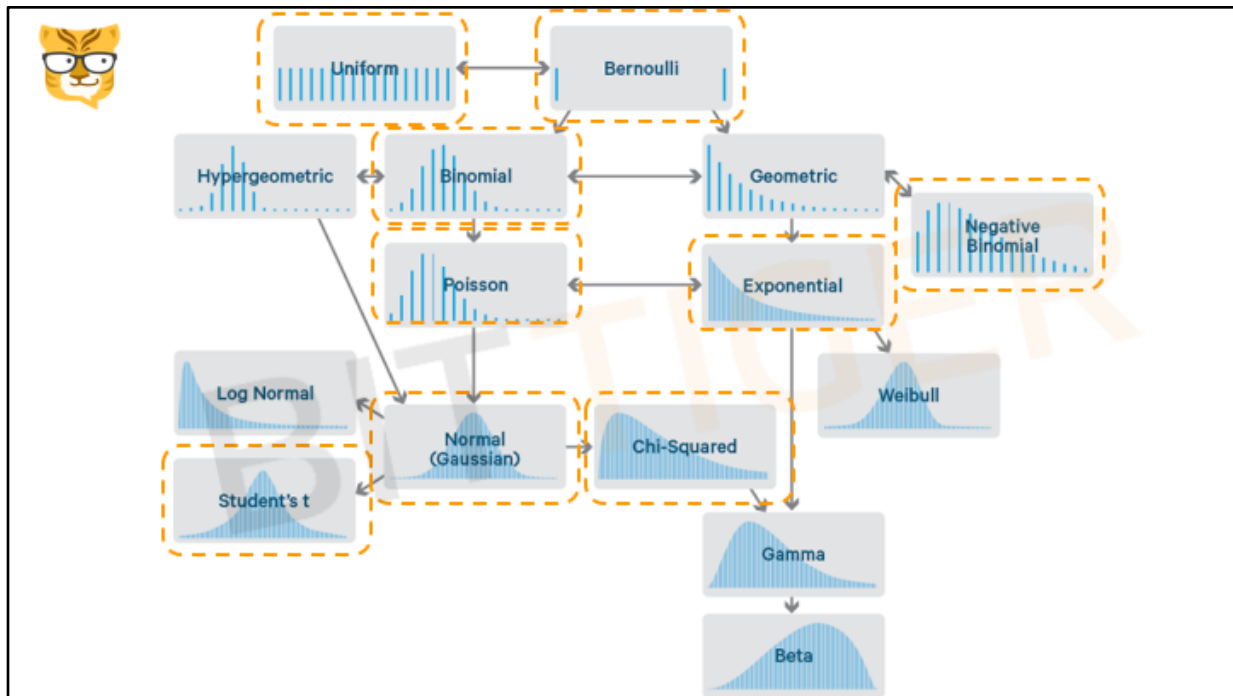 Uniform
Bernoulli
Hypergeometric
Binomial
Geometric
Negative
Binomial
Poisson
Exponential
Log Normal
Weibull
Normal
(Gaussian)
Chi-Squared
Student's t
Gamma
Beta
BITTIGER